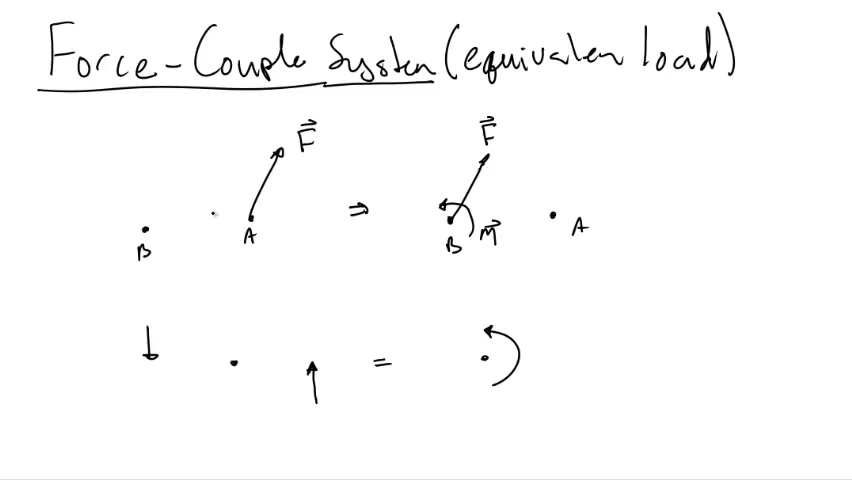 Force-Couple System (equivalen load)
F⃗ F⃗
⇒
A B M⃗ A
B
=